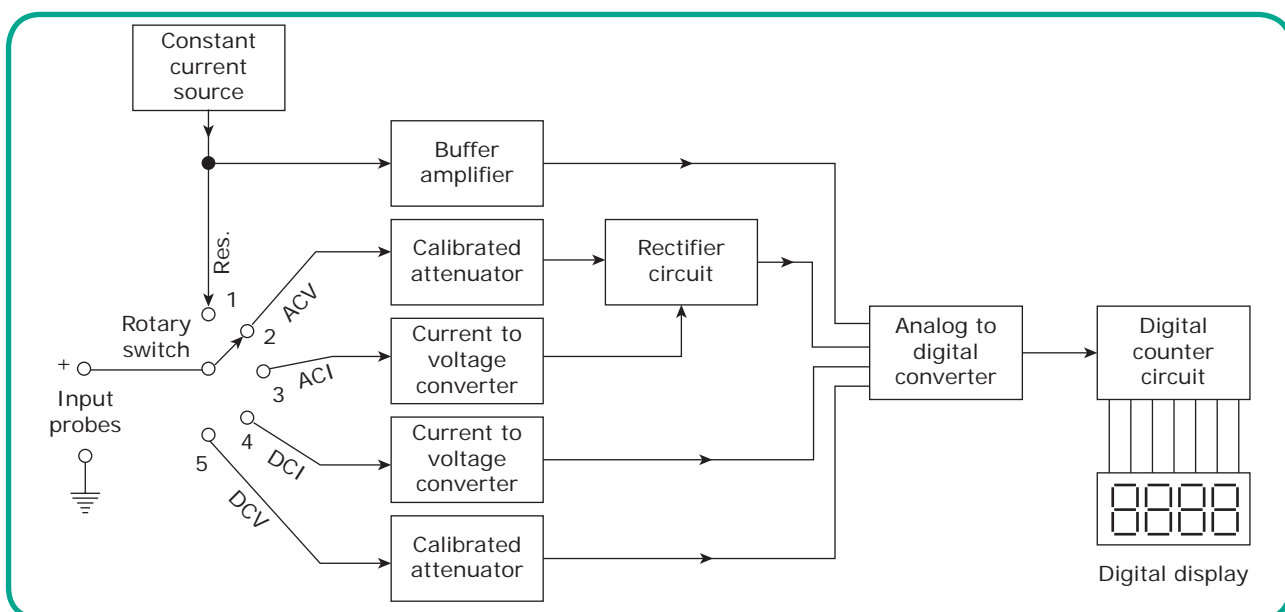 Constant
current
source
Buffer
amplifier
Res.
Calibrated
attenuator
Rectifier
circuit
1
ACV
Rotary
switch
2
+
Input
probes
3
ACI
Current to
voltage
converter
Analog to
digital
converter
Digital
counter
circuit
4
DCI
Current to
voltage
converter
5
DCV
Calibrated
attenuator
8888
Digital display